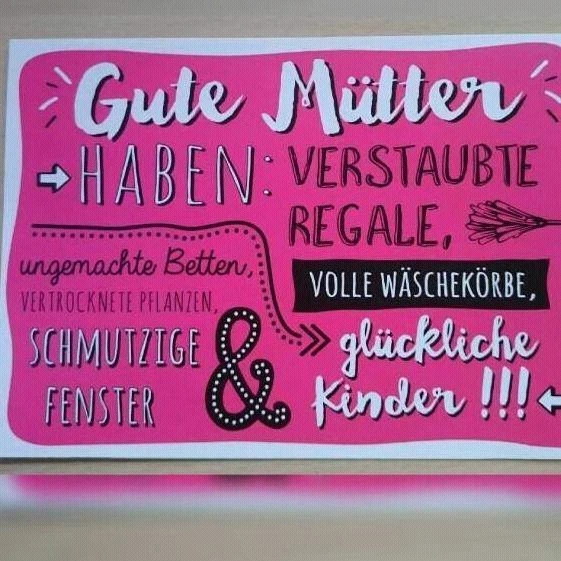 Gute Mütter
HABEN: VERSTAUBTE
REGALE,
ungemachte Betten,
VOLLE WÄSCHEKÖRBE,
VERTROCKNETE PFLANZEN,
SCHMUTZIGE
FENSTER
&
glückliche
Kinder !!!